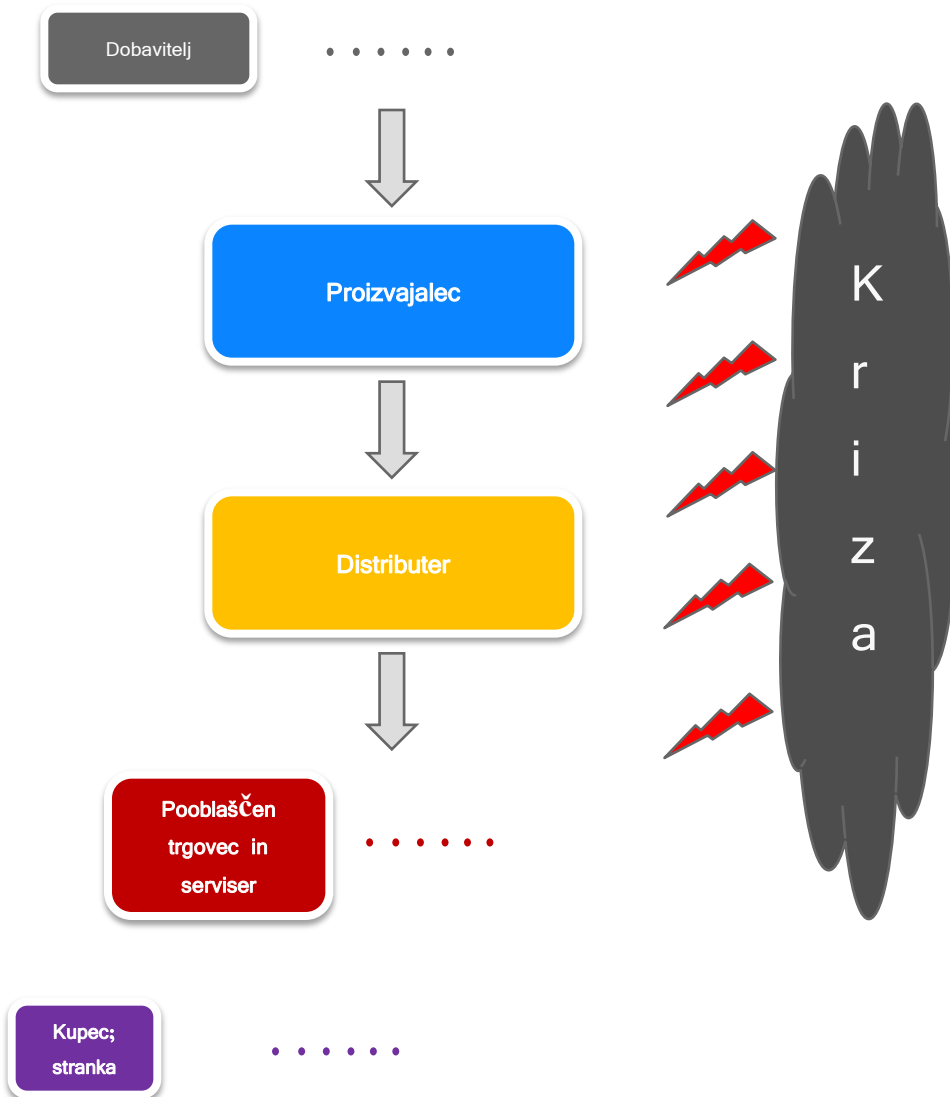 Dobavitelj
Proizvajalec
Distributer
Pooblaščen
trgovec in
serviser
Kupec;
stranka
K
r
i
z
a